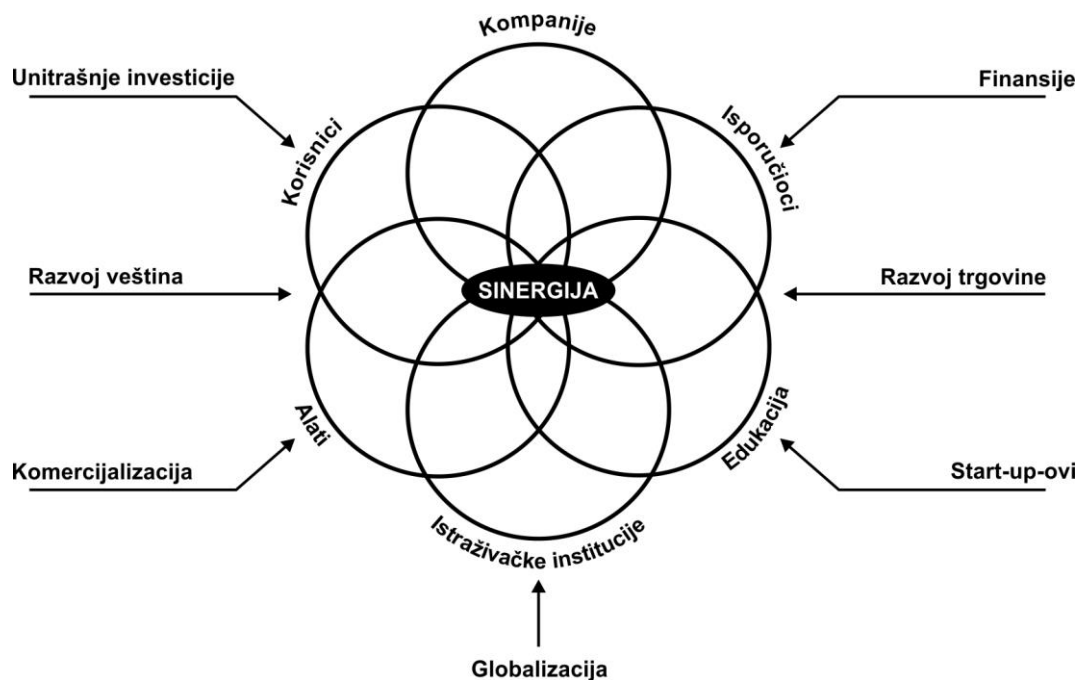 Kompanije
Unitrašnje investicije
Finansije
Korisnici
Isporučioci
Razvoj veština
SINERGIJA
Razvoj trgovine
Alati
Edukacija
Komercijalizacija
Start-up-ovi
Istraživačke institucije
Globalizacija